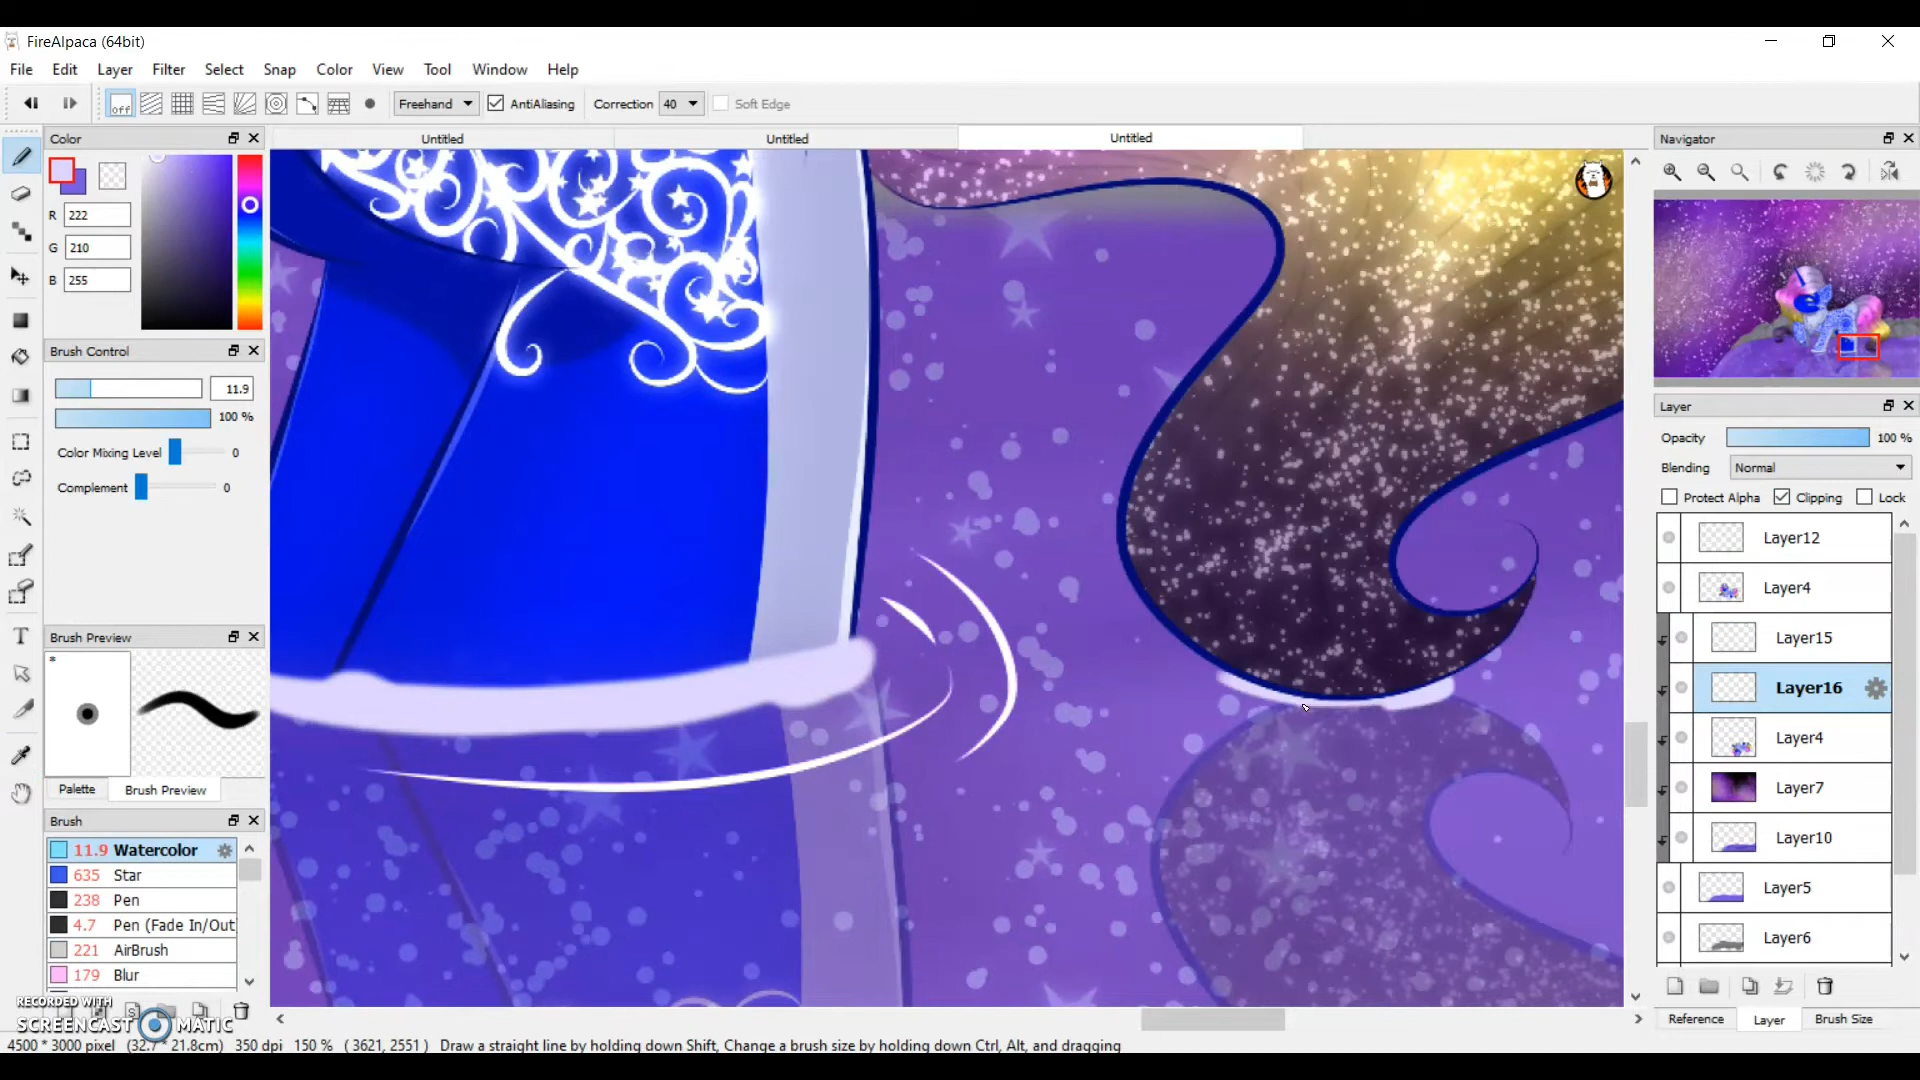 FireAlpaca (64bit)
File Edit Layer Filter Select Snap Color View Tool Window Help
off Freehand AntiAliasing Correction 40 Soft Edge
Color
Untitled Untitled Untitled
Navigator
R 222
G 210
B 255
Brush Control
11.9
100 %
Color Mixing Level 0
Complement 0
Layer
Opacity 100 %
Blending Normal
Protect Alpha Clipping Lock
Layer12
Layer4
Layer15
Layer16
Layer4
Layer7
Layer10
Layer5
Layer6
Brush Preview
*
Palette Brush Preview
Brush
11.9 Watercolor
635 Star
238 Pen
4.7 Pen (Fade In/Out
221 AirBrush
179 Blur
RECORDED WITH
SCREENCAST MATIC
Reference Layer Brush Size
4500 * 3000 pixel (32.7 * 21.8cm) 350 dpi 150 % ( 3621, 2551 ) Draw a straight line by holding down Shift, Change a brush size by holding down Ctrl, Alt, and dragging
T